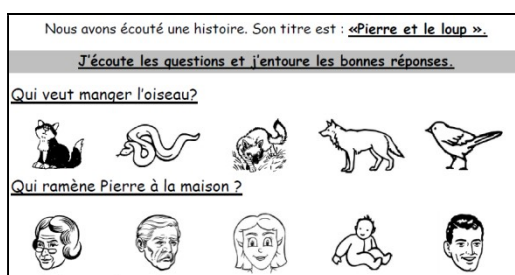 Nous avons écouté une histoire. Son titre est : «Pierre et le loup ».
J'écoute les questions et j'entoure les bonnes réponses.
Qui veut manger l'oiseau?
Qui ramène Pierre à la maison ?